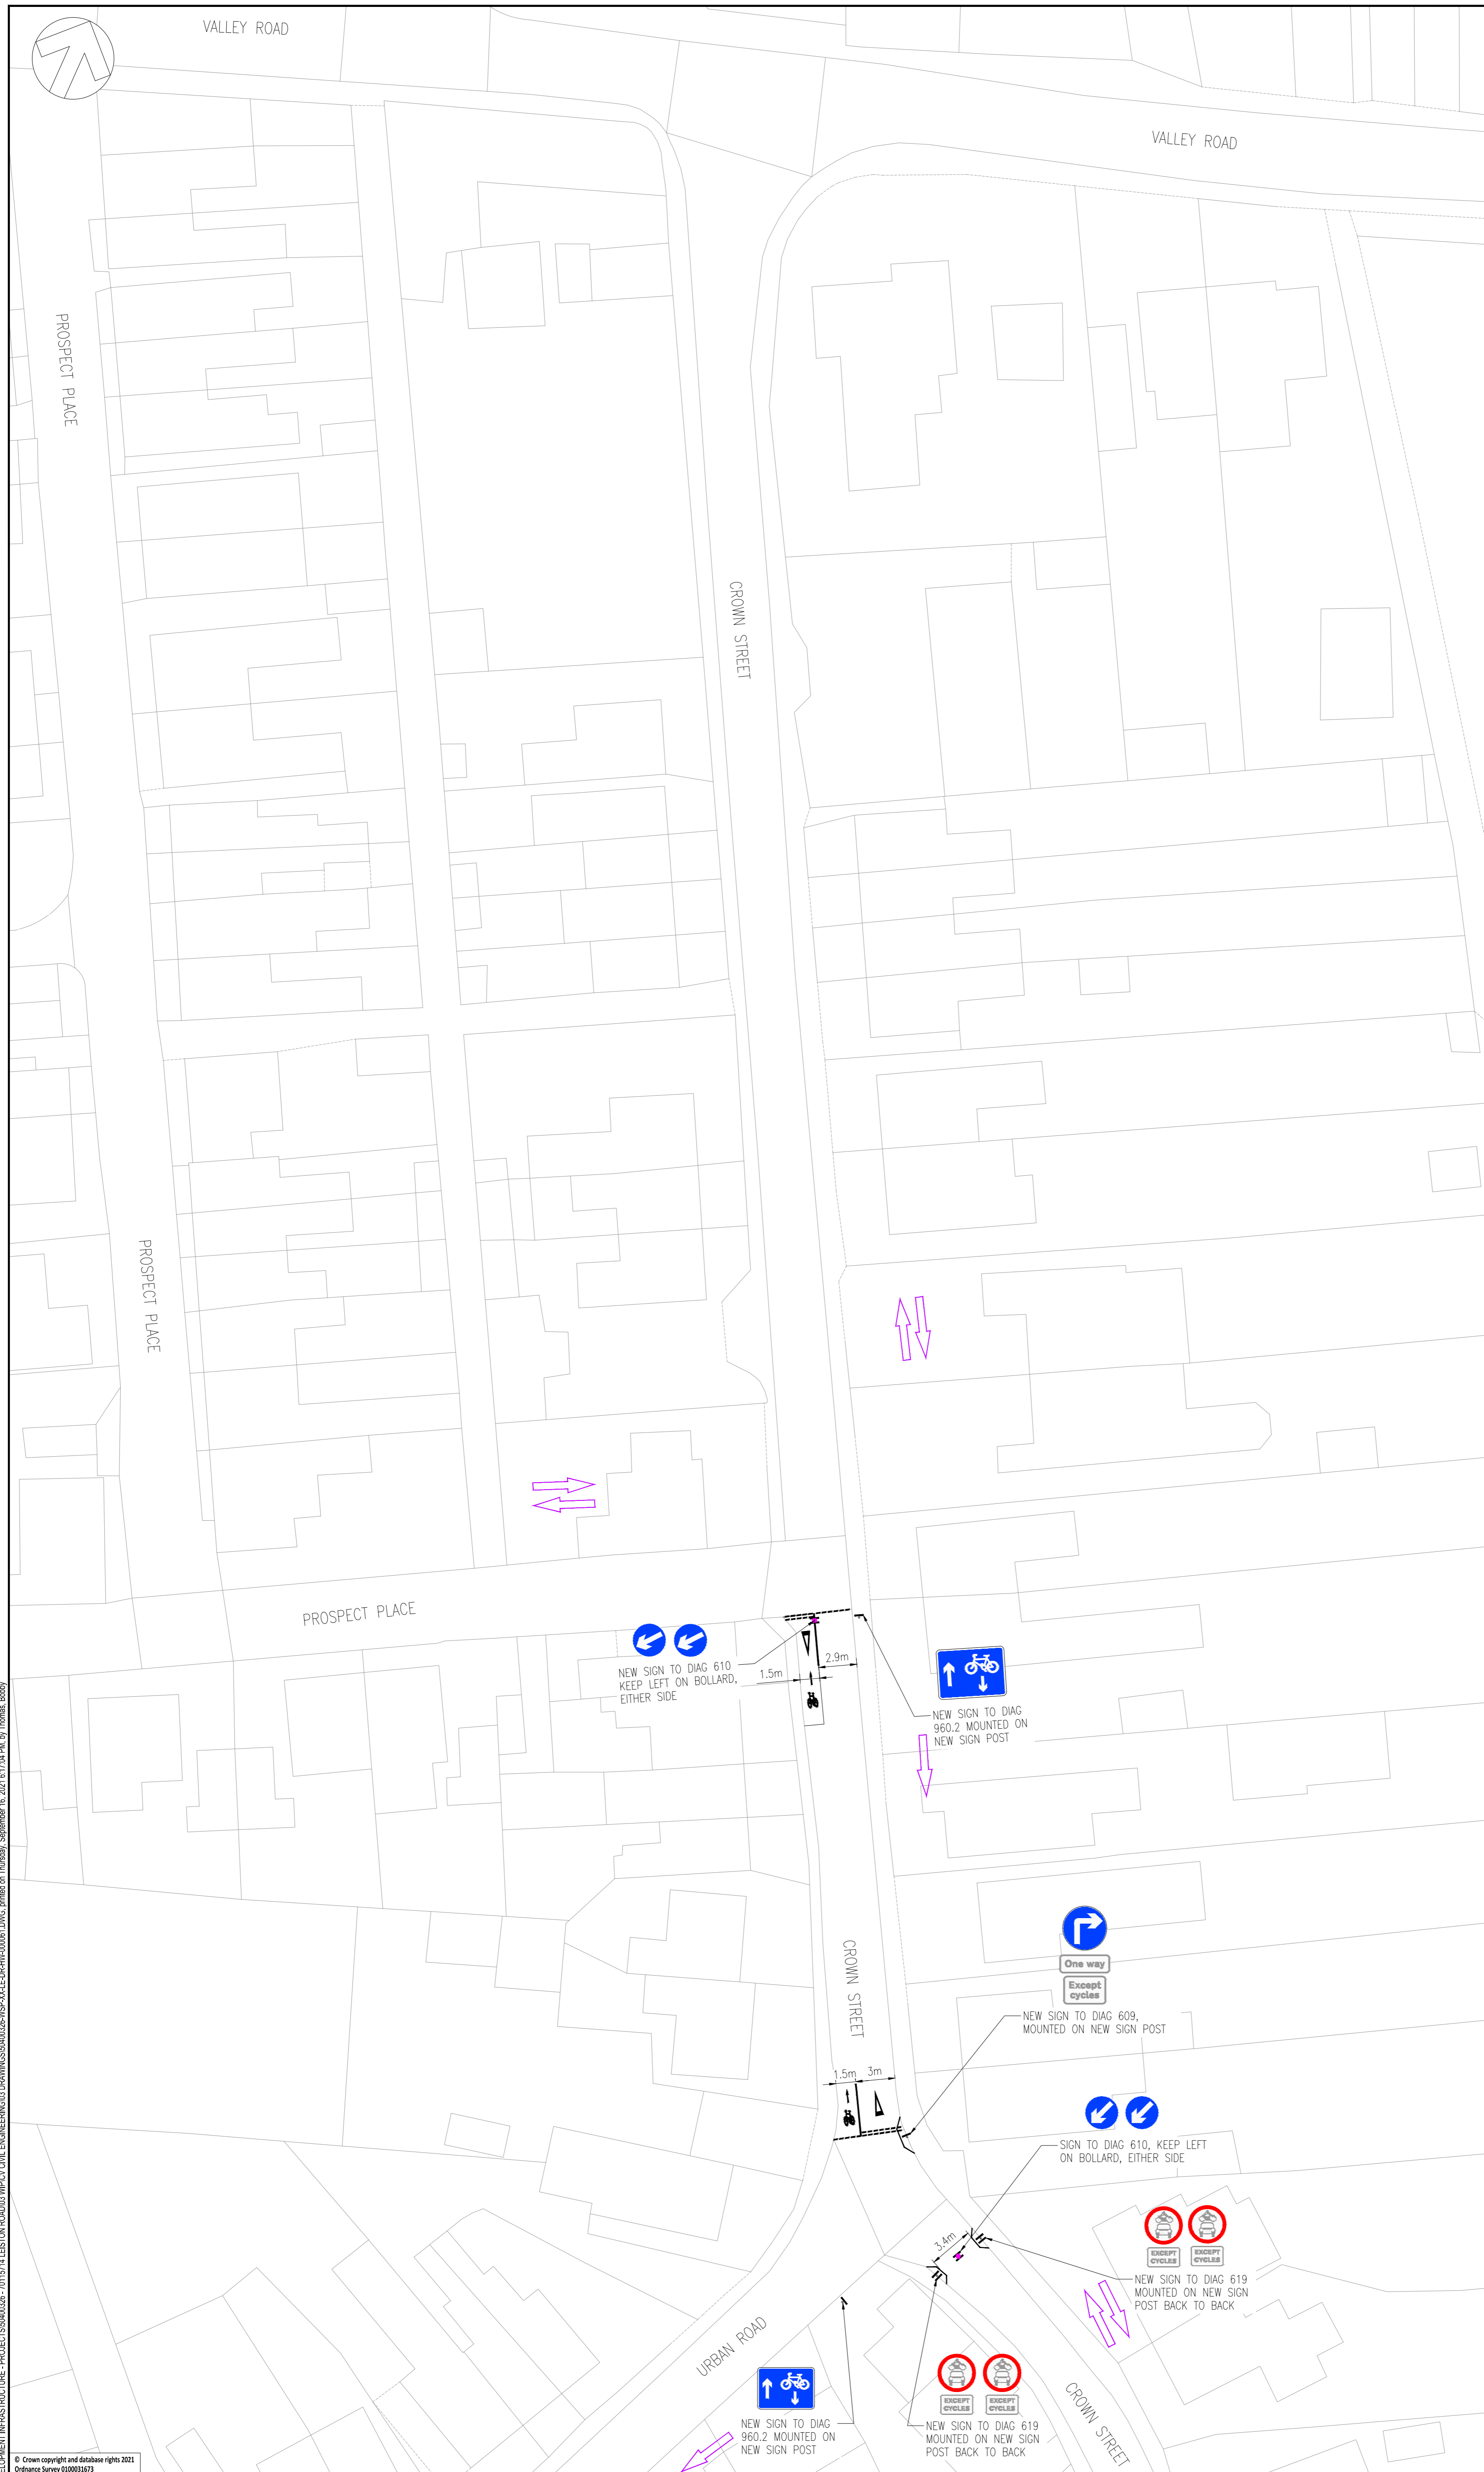 VALLEY ROAD
VALLEY ROAD
PROSPECT PLACE
CROWN STREET
PROSPECT PLACE
PROSPECT PLACE
NEW SIGN TO DIAG 610
KEEP LEFT ON BOLLARD,
EITHER SIDE
1.5m
2.9m
NEW SIGN TO DIAG
960.2 MOUNTED ON
NEW SIGN POST
CROWN STREET
One way
Except
cycles
NEW SIGN TO DIAG 609,
MOUNTED ON NEW SIGN POST
1.5m
3m
SIGN TO DIAG 610, KEEP LEFT
ON BOLLARD, EITHER SIDE
3.4m
EXCEPT
CYCLES
EXCEPT
CYCLES
NEW SIGN TO DIAG 619
MOUNTED ON NEW SIGN
POST BACK TO BACK
URBAN ROAD
NEW SIGN TO DIAG
960.2 MOUNTED ON
NEW SIGN POST
EXCEPT
CYCLES
EXCEPT
CYCLES
NEW SIGN TO DIAG 619
MOUNTED ON NEW SIGN
POST BACK TO BACK
CROWN STREET
© Crown copyright and database rights 2021
Ordnance Survey 0100031673